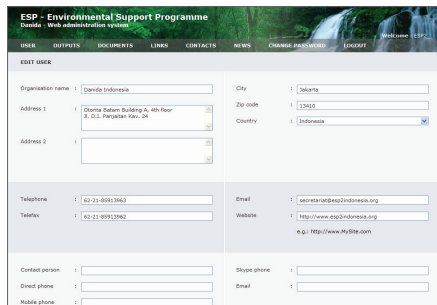 ESP - Environmental Support Programme
Danida - Web administration system
Welcome : ESP2
USER OUTPUTS DOCUMENTS LINKS CONTACTS NEWS CHANGE PASSWORD LOGOUT
EDIT USER
Organisation name : Danida Indonesia
Address 1 : Otorita Batam Building A, 4th floor
Jl. D.I. Panjaitan Kav. 24
Address 2 :
City : Jakarta
Zip code : 13410
Country : Indonesia
Telephone : 62-21-85913963
Telefax : 62-21-85913962
Email : secretariat@esp2indonesia.org
Website : http://www.esp2indonesia.org
e.g.: http://www.MySite.com
Contact person :
Direct phone :
Mobile phone :
Skype phone :
Email :